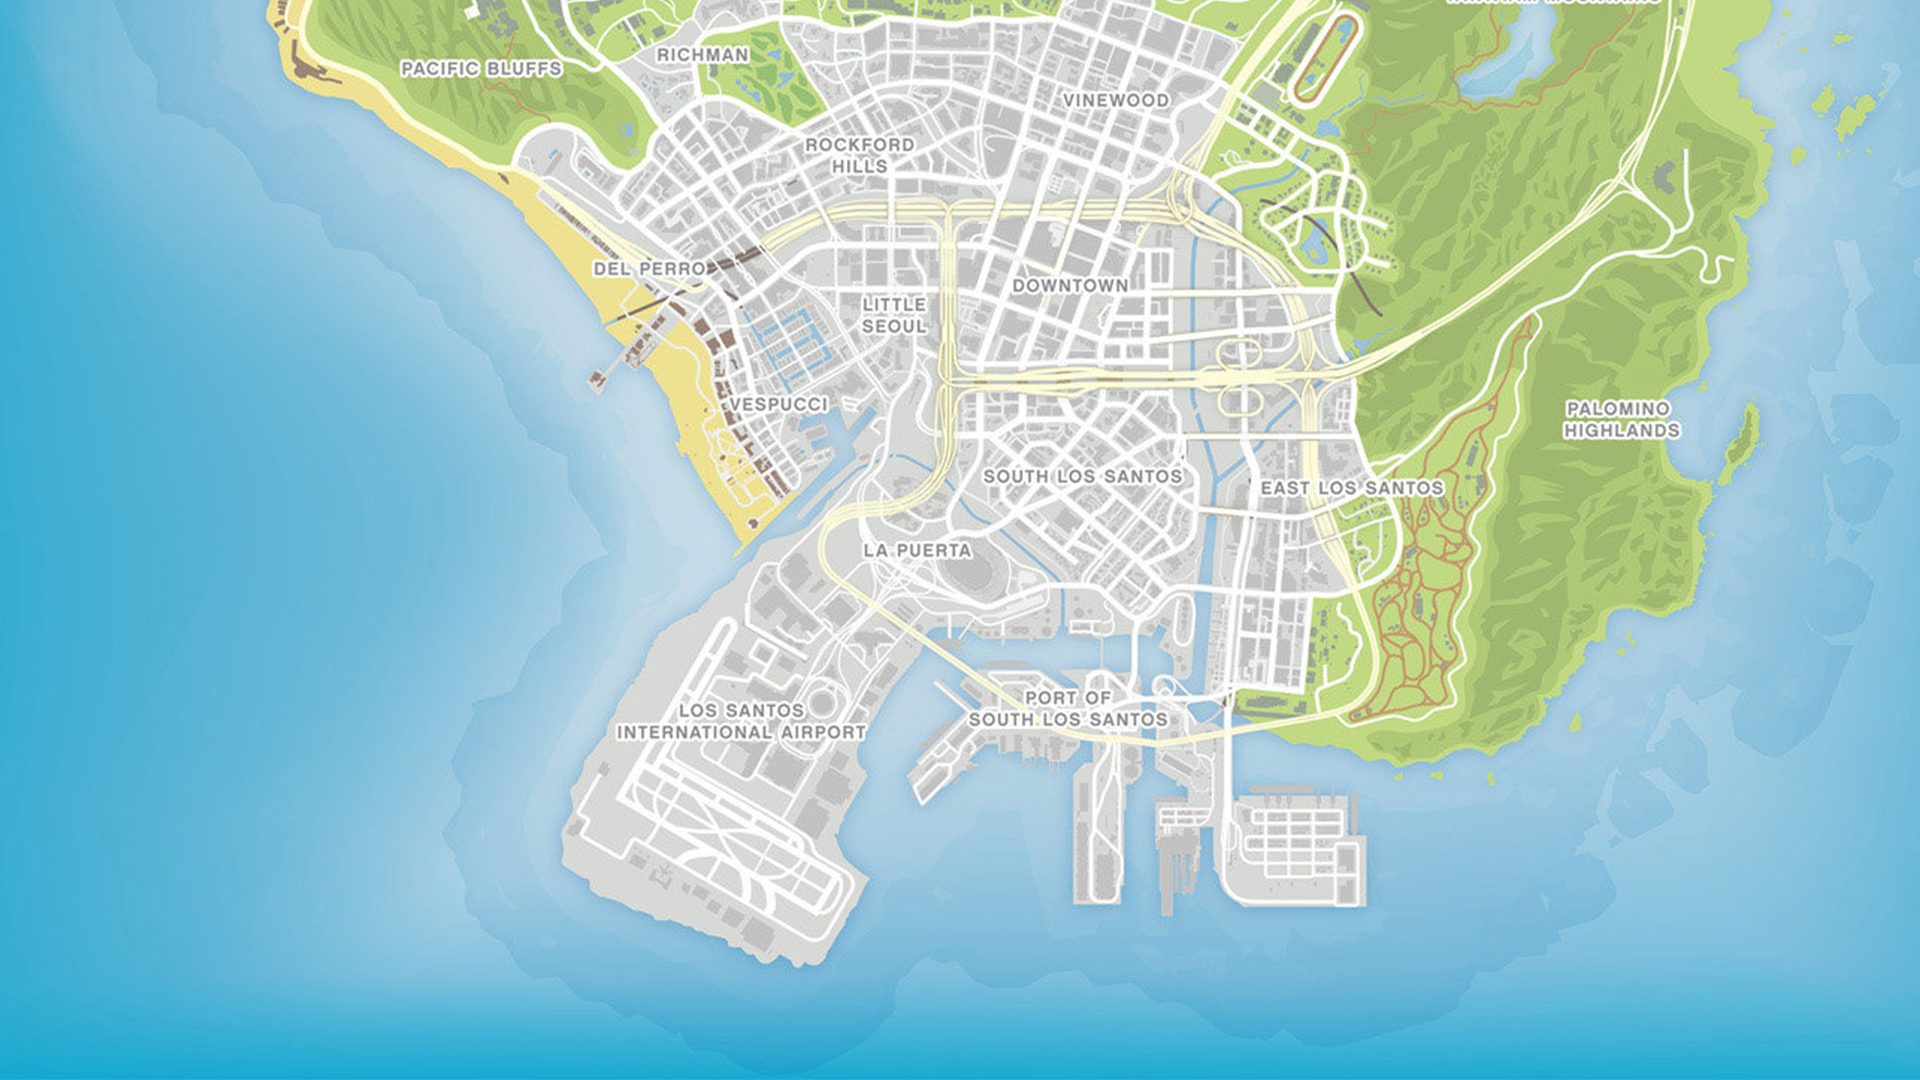 PACIFIC BLUFFS
RICHMAN
VINEWOOD
ROCKFORD
HILLS
DEL PERRO
LITTLE
SEOUL
DOWNTOWN
VESPUCCI
PALOMINO
HIGHLANDS
SOUTH LOS SANTOS
EAST LOS SANTOS
LA PUERTA
LOS SANTOS
INTERNATIONAL AIRPORT
PORT OF
SOUTH LOS SANTOS